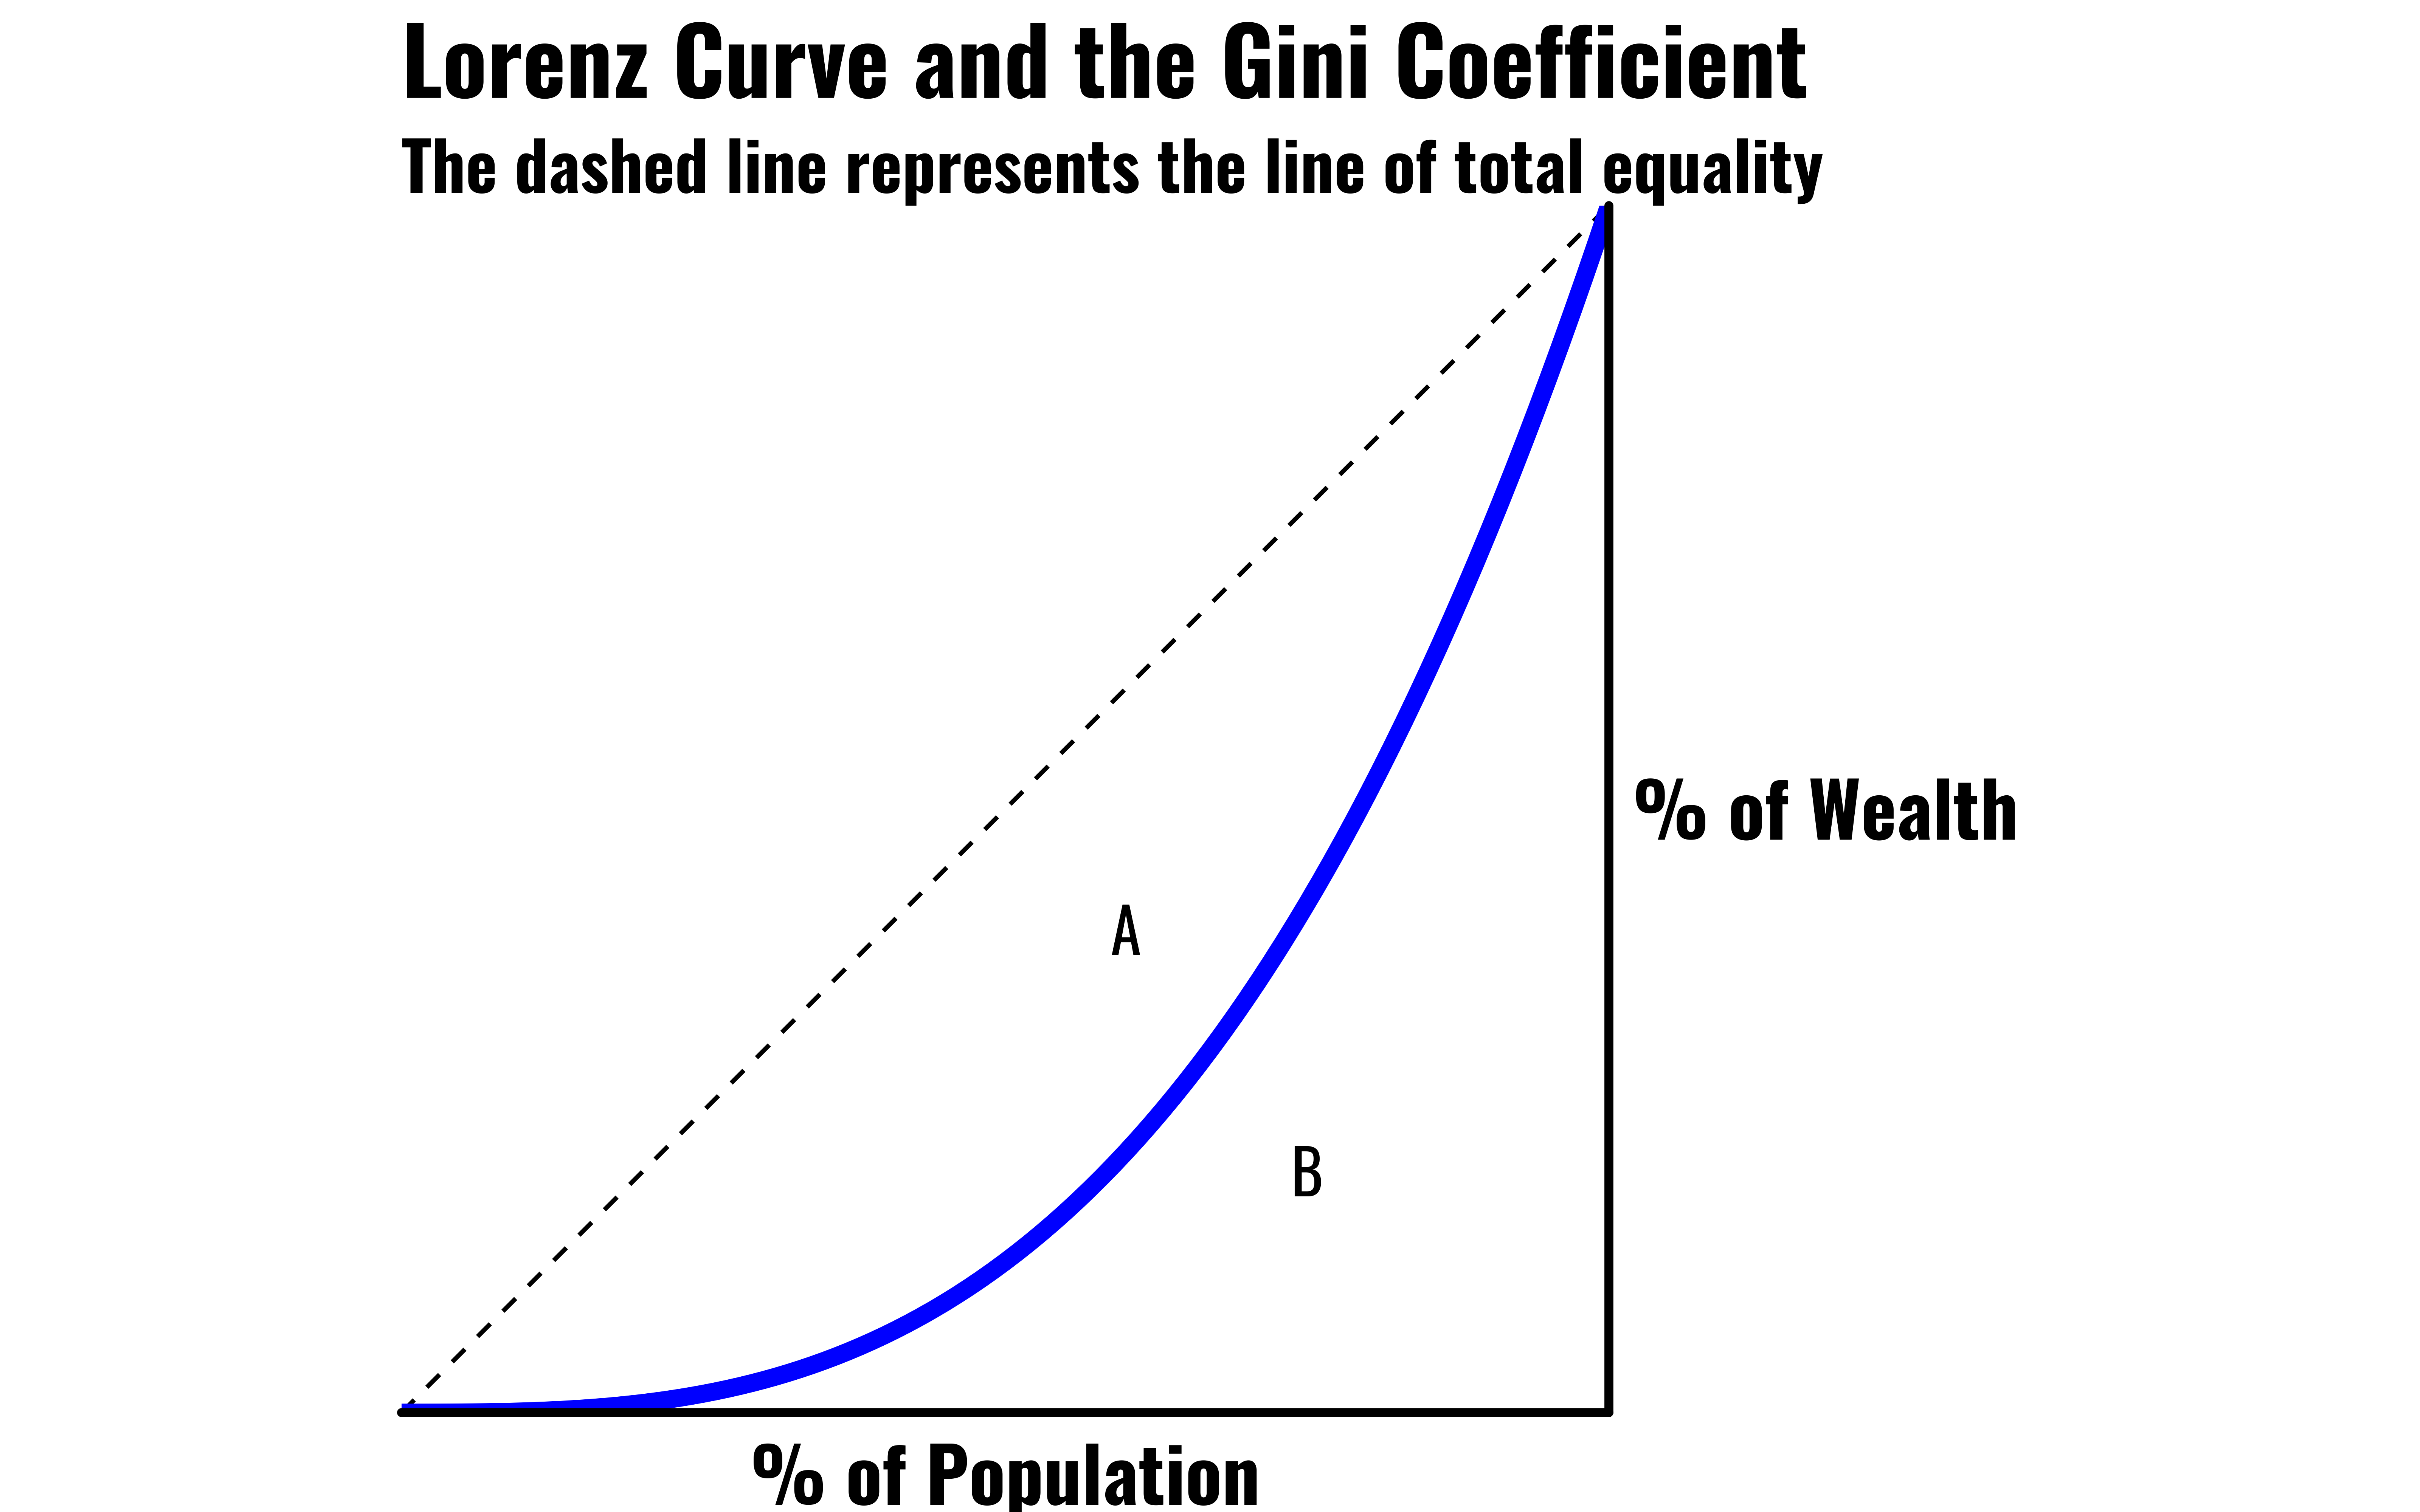 Lorenz Curve and the Gini Coefficient
The dashed line represents the line of total equality
% of Wealth
A
B
% of Population